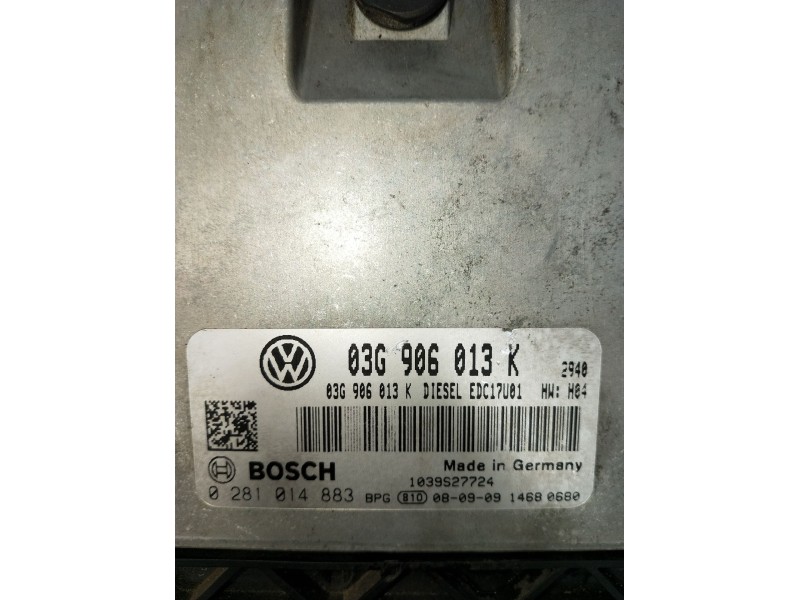 03G 906 013 K 2940
03G 906 013 K DIESEL EDC17U01 HW: H04
BOSCH Made in Germany
1039S27724
0 281 014 883 BPG 810 08-09-09 1468 0680